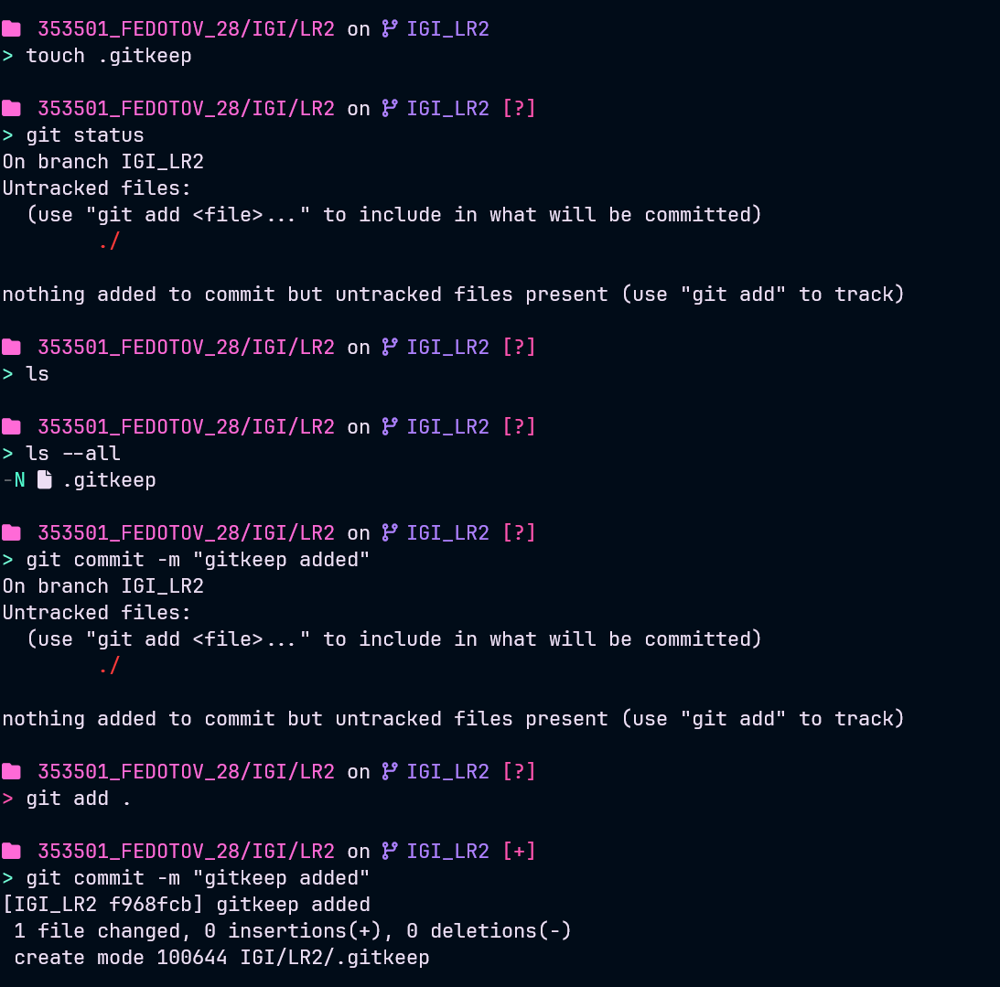 353501_FEDOTOV_28/IGI/LR2 on IGI_LR2
> touch .gitkeep
353501_FEDOTOV_28/IGI/LR2 on IGI_LR2 [?]
> git status
On branch IGI_LR2
Untracked files:
  (use "git add <file>..." to include in what will be committed)
        ./
nothing added to commit but untracked files present (use "git add" to track)
353501_FEDOTOV_28/IGI/LR2 on IGI_LR2 [?]
> ls
353501_FEDOTOV_28/IGI/LR2 on IGI_LR2 [?]
> ls --all
-N .gitkeep
353501_FEDOTOV_28/IGI/LR2 on IGI_LR2 [?]
> git commit -m "gitkeep added"
On branch IGI_LR2
Untracked files:
  (use "git add <file>..." to include in what will be committed)
        ./
nothing added to commit but untracked files present (use "git add" to track)
353501_FEDOTOV_28/IGI/LR2 on IGI_LR2 [?]
> git add .
353501_FEDOTOV_28/IGI/LR2 on IGI_LR2 [+]
> git commit -m "gitkeep added"
[IGI_LR2 f968fcb] gitkeep added
 1 file changed, 0 insertions(+), 0 deletions(-)
 create mode 100644 IGI/LR2/.gitkeep